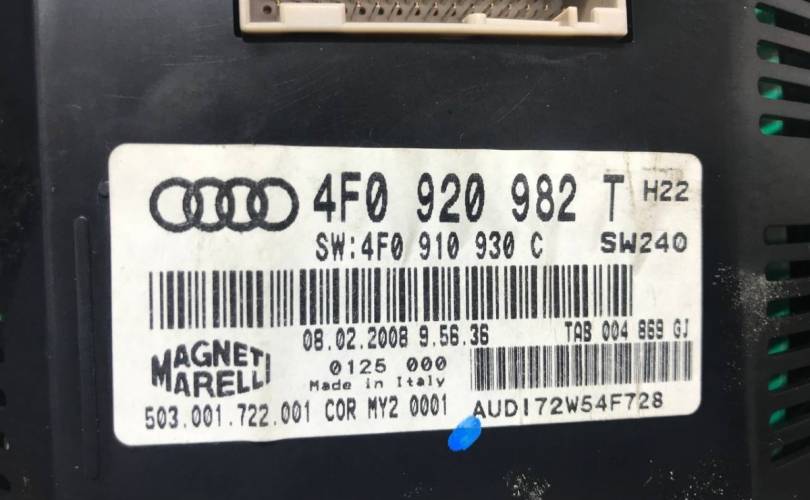 4F0 920 982 T H22
SW:4F0 910 930 C SW240
08.02.2008 9.56.36 TAB 004 869 GJ
MAGNETI
MARELLI
0125 000
Made in Italy
503.001.722.001 COR MY2 0001
AUDI72W54F728